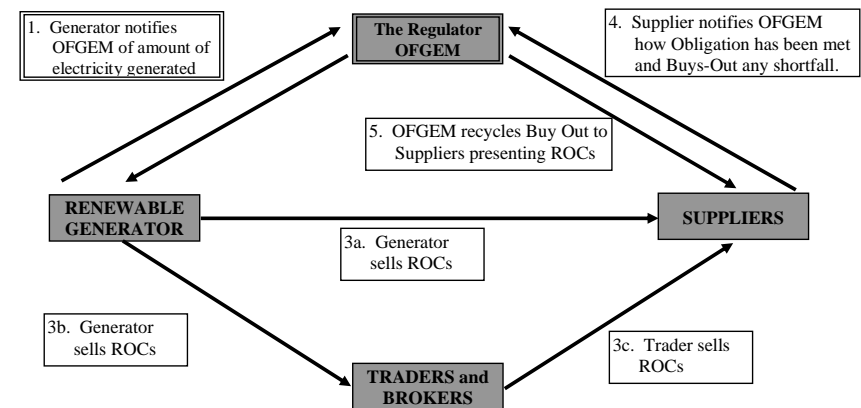 1. Generator notifies
OFGEM of amount of
electricity generated
The Regulator
OFGEM
4. Supplier notifies OFGEM
how Obligation has been met
and Buys-Out any shortfall.
5. OFGEM recycles Buy Out to
Suppliers presenting ROCs
RENEWABLE
GENERATOR
SUPPLIERS
3a. Generator
sells ROCs
3b. Generator
sells ROCs
3c. Trader sells
ROCs
TRADERS and
BROKERS